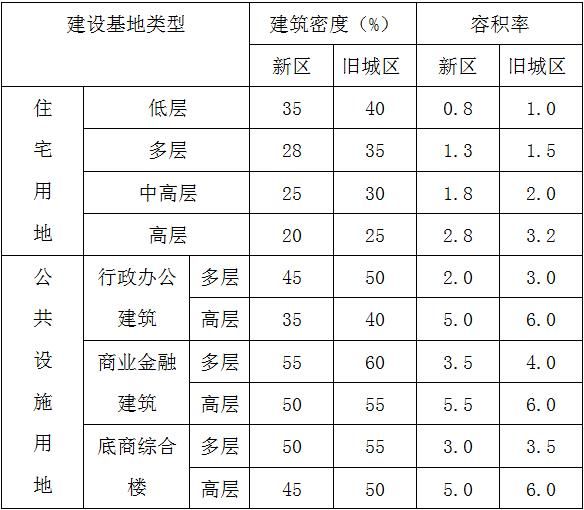 建设基地类型 建筑密度（%） 容积率
新区 旧城区 新区 旧城区
住宅用地 低层 35 40 0.8 1.0
多层 28 35 1.3 1.5
中高层 25 30 1.8 2.0
高层 20 25 2.8 3.2
公共设施用地 行政办公建筑 多层 45 50 2.0 3.0
高层 35 40 5.0 6.0
商业金融建筑 多层 55 60 3.5 4.0
高层 50 55 5.5 6.0
底商综合楼 多层 50 55 3.0 3.5
高层 45 50 5.0 6.0